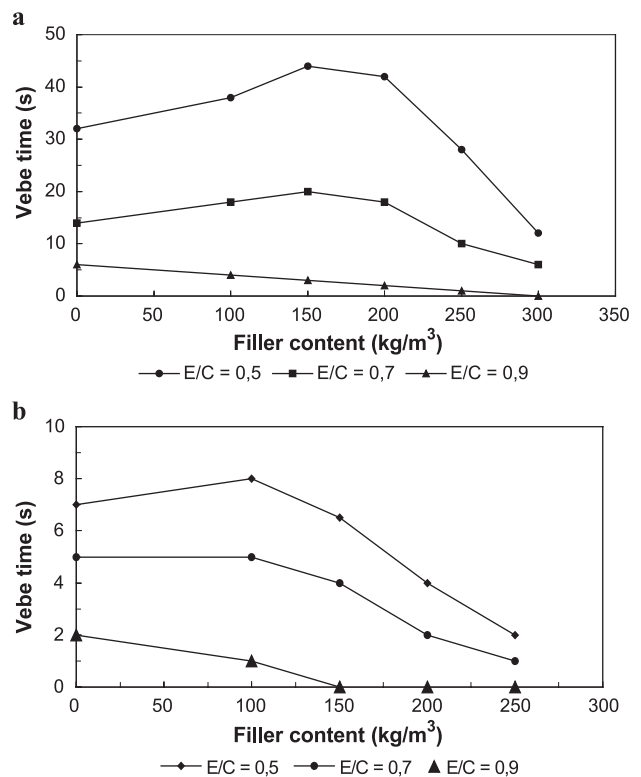 a
50
40
30
20
10
0
Vebe time (s)
0 50 100 150 200 250 300 350
Filler content (kg/m³)
E/C = 0,5 E/C = 0,7 E/C = 0,9
b
10
8
6
4
2
0
Vebe time (s)
0 50 100 150 200 250 300
Filler content (kg/m³)
E/C = 0,5 E/C = 0,7 E/C = 0,9